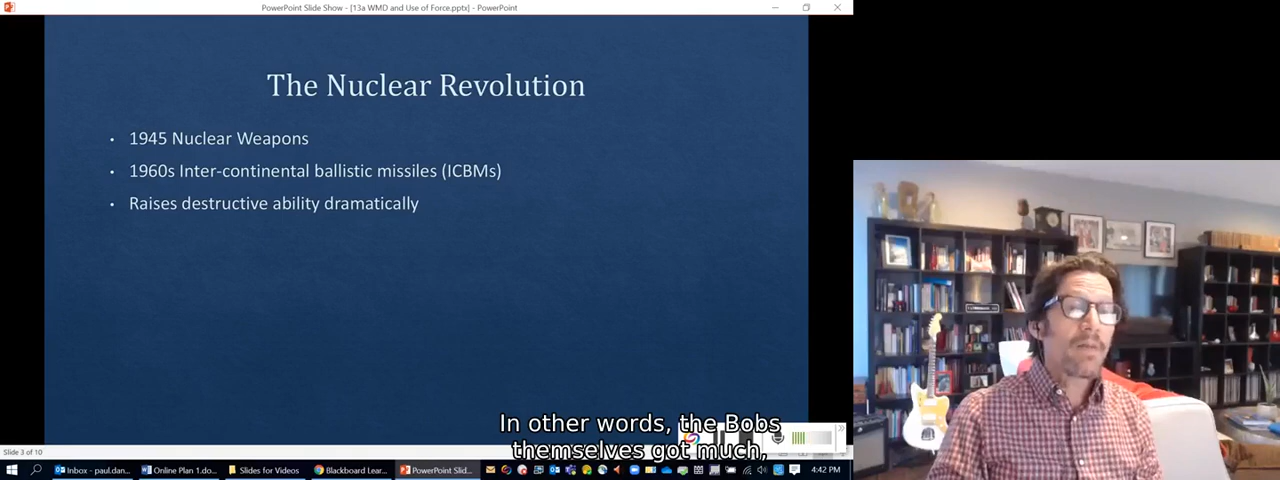 PowerPoint Slide Show - [13a WMD and Use of Force.pptx] - PowerPoint
The Nuclear Revolution
• 1945 Nuclear Weapons
• 1960s Inter-continental ballistic missiles (ICBMs)
• Raises destructive ability dramatically
In other words, the Bobs
themselves got much,
Slide 3 of 10
Inbox - paul.dan...
Online Plan 1.do...
Slides for Videos
Blackboard Lear...
PowerPoint Slid...
4:42 PM